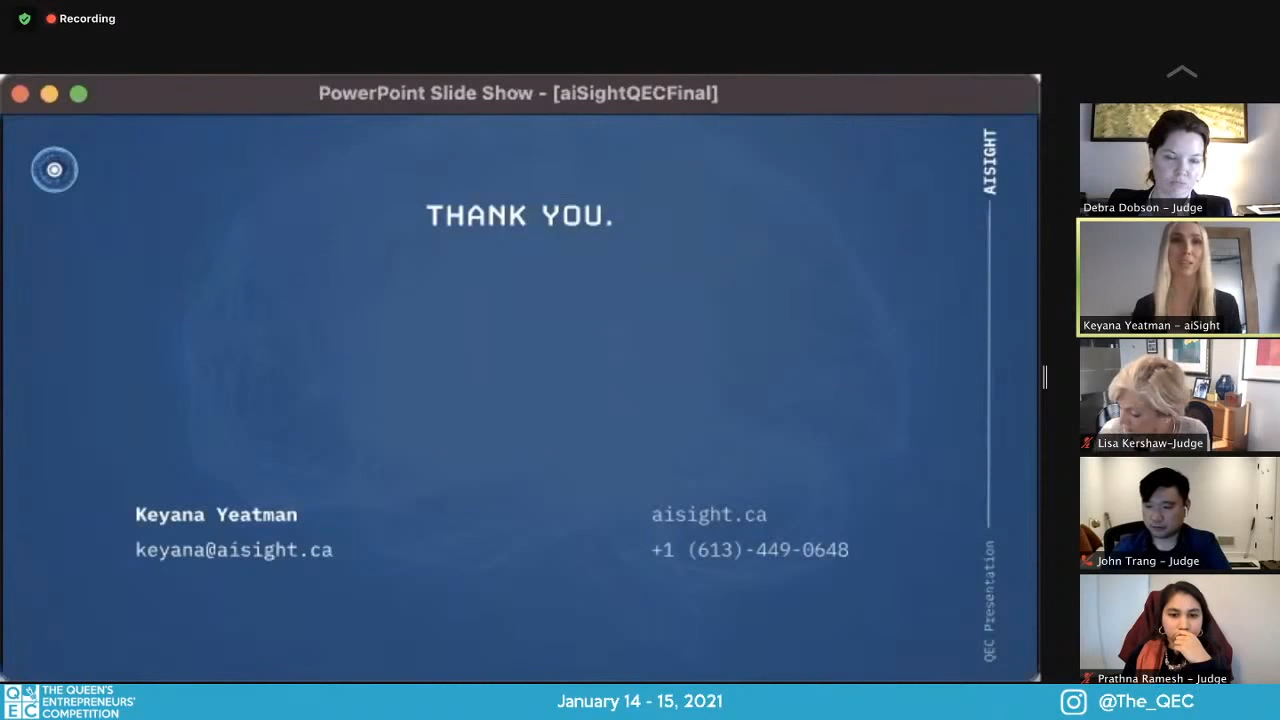 Recording
PowerPoint Slide Show - [aiSightQECFinal]
AISIGHT
THANK YOU.
Keyana Yeatman
keyana@aisight.ca
aisight.ca
+1 (613)-449-0648
QEC Presentation
Debra Dobson - Judge
Keyana Yeatman - aiSight
Lisa Kershaw-Judge
John Trang - Judge
Prathna Ramesh - Judge
QEC
THE QUEEN'S
ENTREPRENEURS'
COMPETITION
January 14 - 15, 2021
@The_QEC